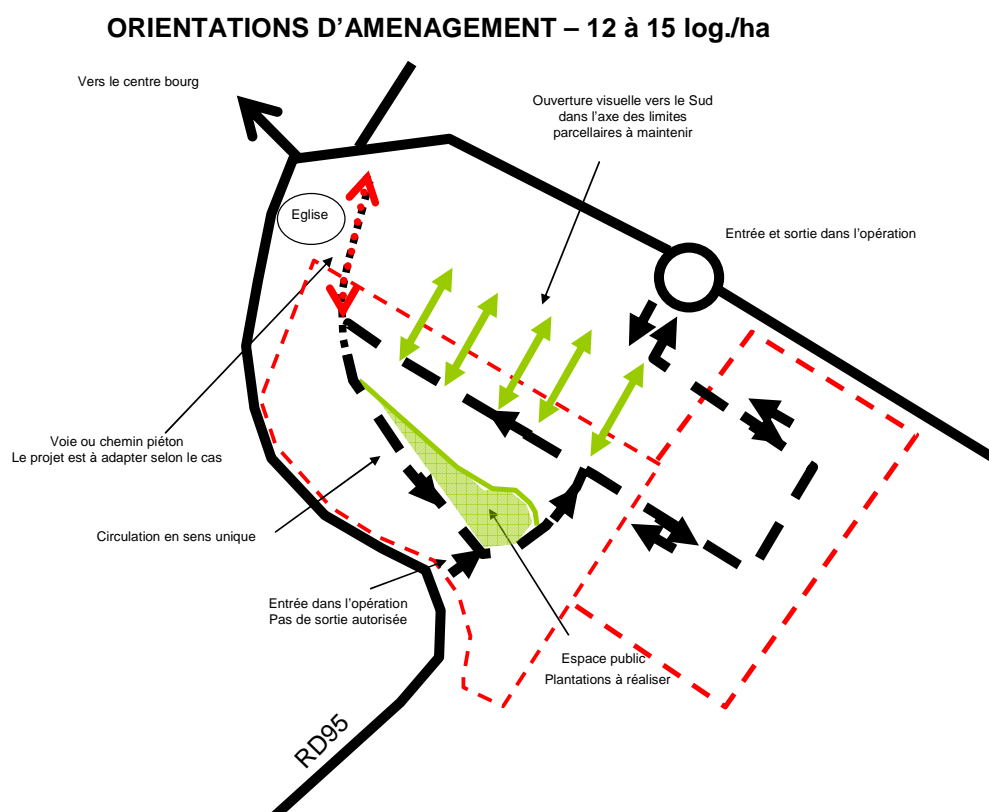 ORIENTATIONS D'AMENAGEMENT – 12 à 15 log./ha
Vers le centre bourg
Ouverture visuelle vers le Sud
dans l'axe des limites
parcellaires à maintenir
Eglise
Entrée et sortie dans l'opération
Voie ou chemin piéton
Le projet est à adapter selon le cas
Circulation en sens unique
Entrée dans l'opération
Pas de sortie autorisée
Espace public
Plantations à réaliser
RD95